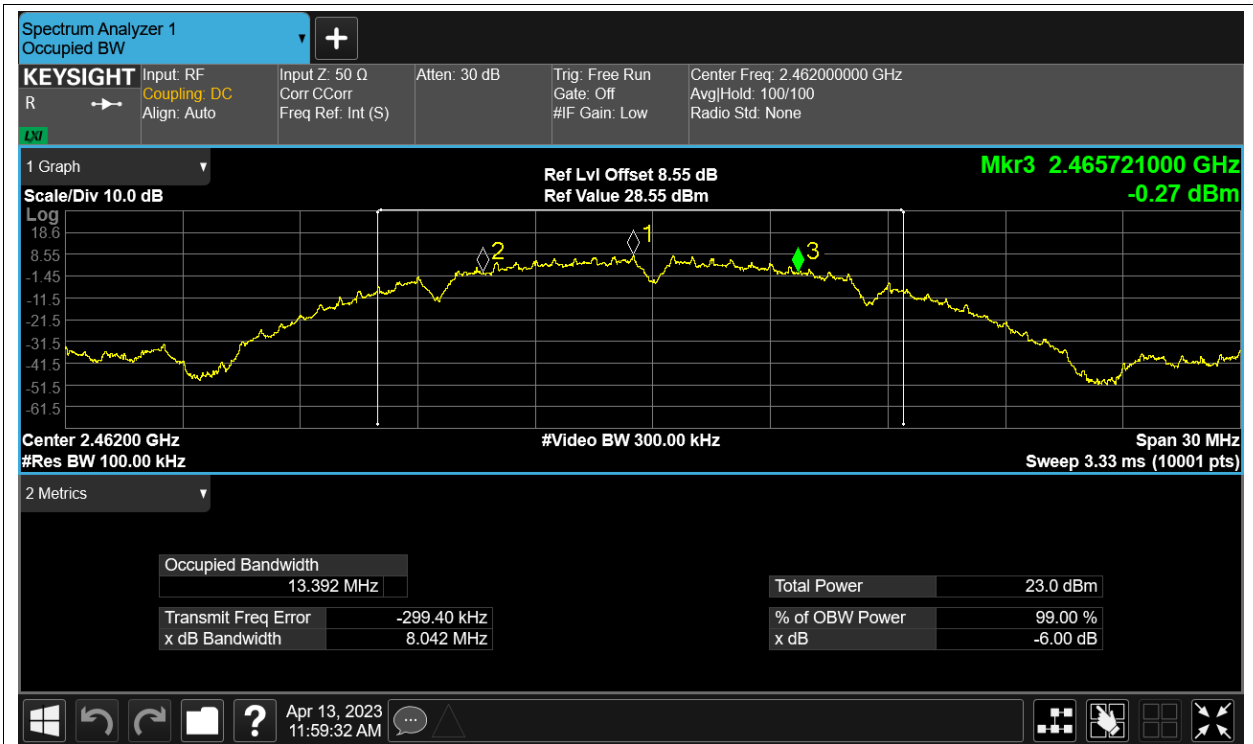 Spectrum Analyzer 1
Occupied BW
KEYSIGHT
R
LXI
Input: RF
Coupling: DC
Align: Auto
Input Z: 50 Ω
Corr CCorr
Freq Ref: Int (S)
Atten: 30 dB
Trig: Free Run
Gate: Off
#IF Gain: Low
Center Freq: 2.462000000 GHz
Avg|Hold: 100/100
Radio Std: None
1 Graph
Scale/Div 10.0 dB
Ref Lvl Offset 8.55 dB
Ref Value 28.55 dBm
Mkr3 2.465721000 GHz
-0.27 dBm
Log
18.6
8.55
-1.45
-11.5
-21.5
-31.5
-41.5
-51.5
-61.5
1
2
3
Center 2.46200 GHz
#Video BW 300.00 kHz
Span 30 MHz
#Res BW 100.00 kHz
Sweep 3.33 ms (10001 pts)
2 Metrics
Occupied Bandwidth
13.392 MHz
Total Power 23.0 dBm
Transmit Freq Error -299.40 kHz
% of OBW Power 99.00 %
x dB Bandwidth 8.042 MHz
x dB -6.00 dB
?
Apr 13, 2023
11:59:32 AM